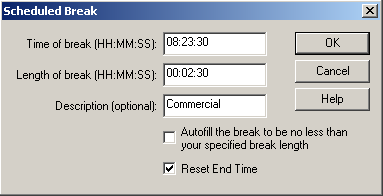 Scheduled Break
Time of break (HH:MM:SS): 08:23:30
OK
Length of break (HH:MM:SS): 00:02:30
Cancel
Description (optional): Commercial
Help
Autofill the break to be no less than
your specified break length
Reset End Time